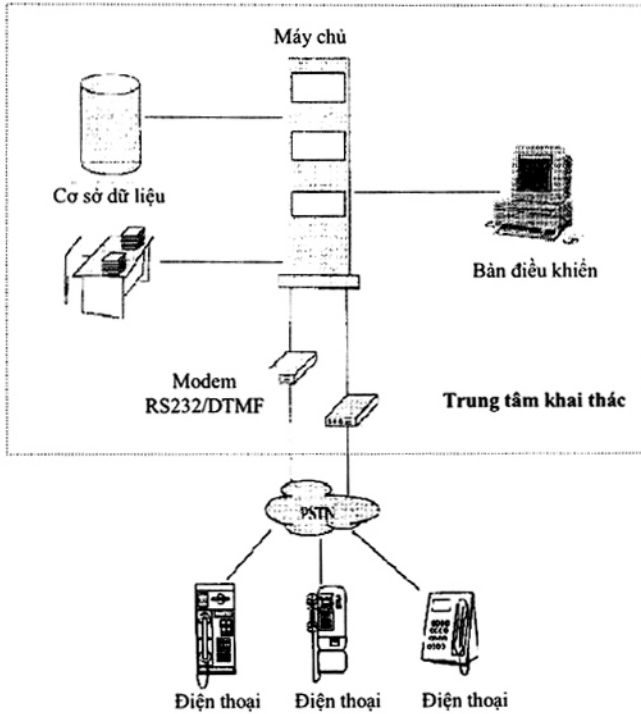 Máy chủ
Cơ sở dữ liệu
Bàn điều khiển
Modem
RS232/DTMF
Trung tâm khai thác
PSTN
Điện thoại
Điện thoại
Điện thoại